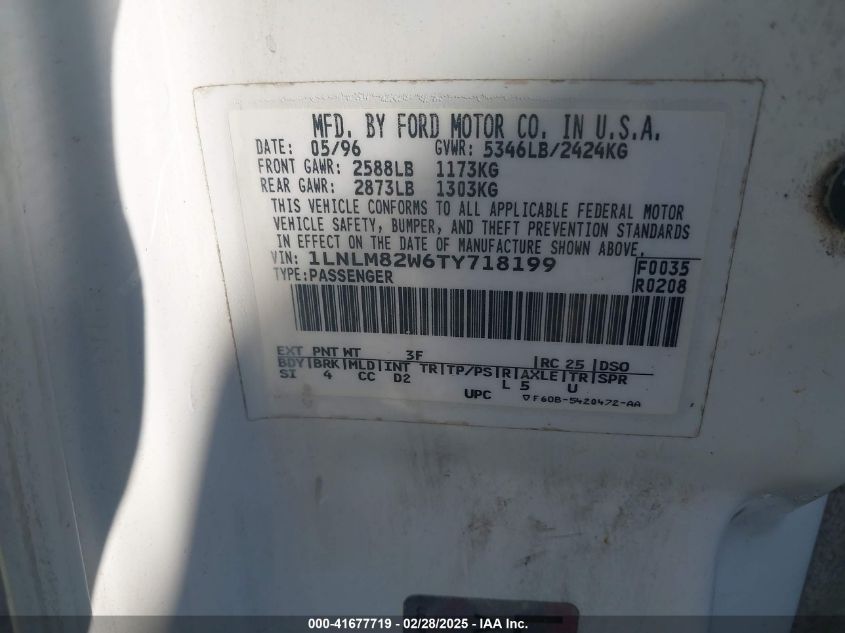 MFD. BY FORD MOTOR CO. IN U.S.A.
DATE: 05/96 GVWR: 5346LB/2424KG
FRONT GAWR: 2588LB 1173KG
REAR GAWR: 2873LB 1303KG
THIS VEHICLE CONFORMS TO ALL APPLICABLE FEDERAL MOTOR
VEHICLE SAFETY, BUMPER, AND THEFT PREVENTION STANDARDS
IN EFFECT ON THE DATE OF MANUFACTURE SHOWN ABOVE.
VIN: 1LNLM82W6TY718199 F0035
TYPE:PASSENGER R0208
EXT PNT WT 3F RC 25 DSO
BDY BRK MLD INT TR TP/PS R AXLE TR SPR
SI 4 CC D2 L 5 U
UPC ▽F60B-5420472-AA
000-41677719 - 02/28/2025 - IAA Inc.